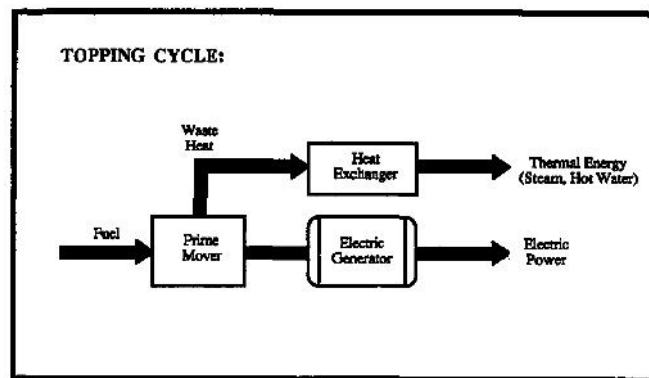 TOPPING CYCLE:
Waste
Heat
Heat
Exchanger
Thermal Energy
(Steam, Hot Water)
Fuel
Prime
Mover
Electric
Generator
Electric
Power